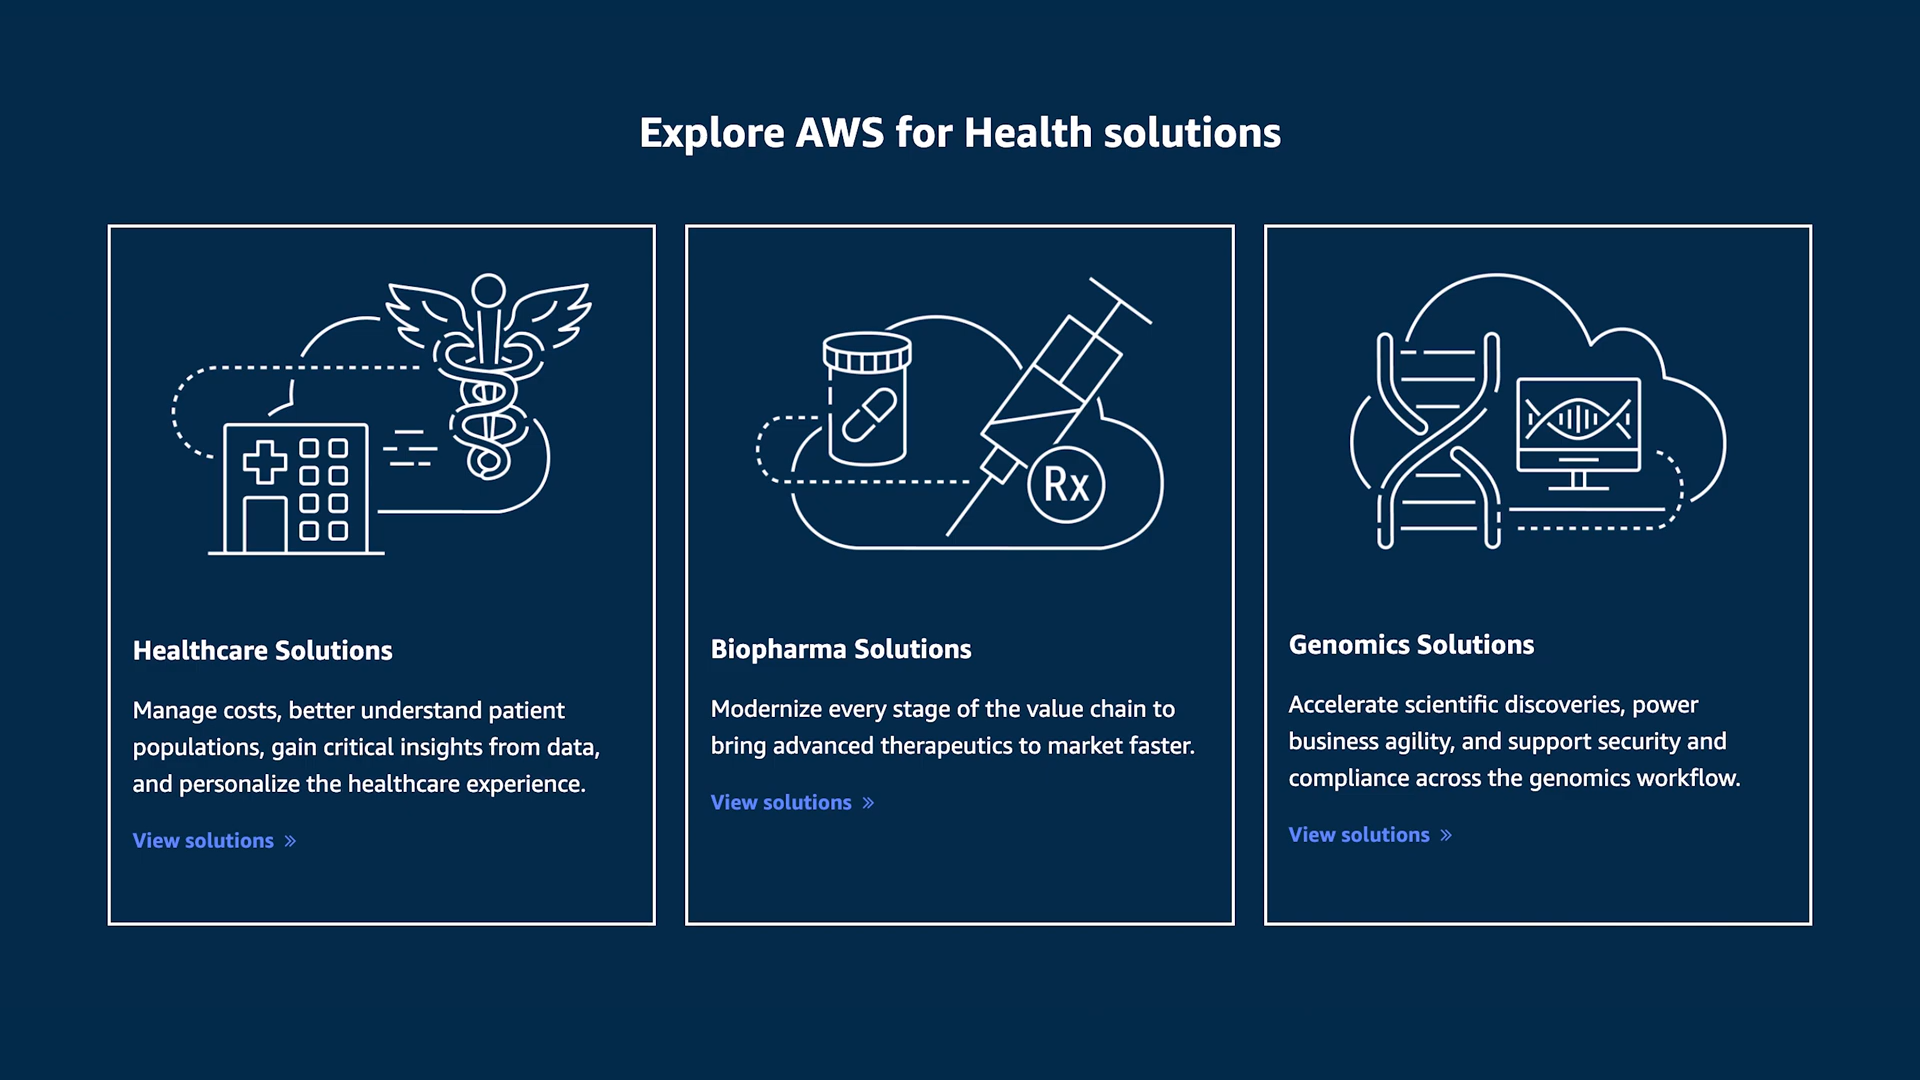 Explore AWS for Health solutions
Rx
Healthcare Solutions
Manage costs, better understand patient
populations, gain critical insights from data,
and personalize the healthcare experience.
View solutions »
Biopharma Solutions
Modernize every stage of the value chain to
bring advanced therapeutics to market faster.
View solutions »
Genomics Solutions
Accelerate scientific discoveries, power
business agility, and support security and
compliance across the genomics workflow.
View solutions »